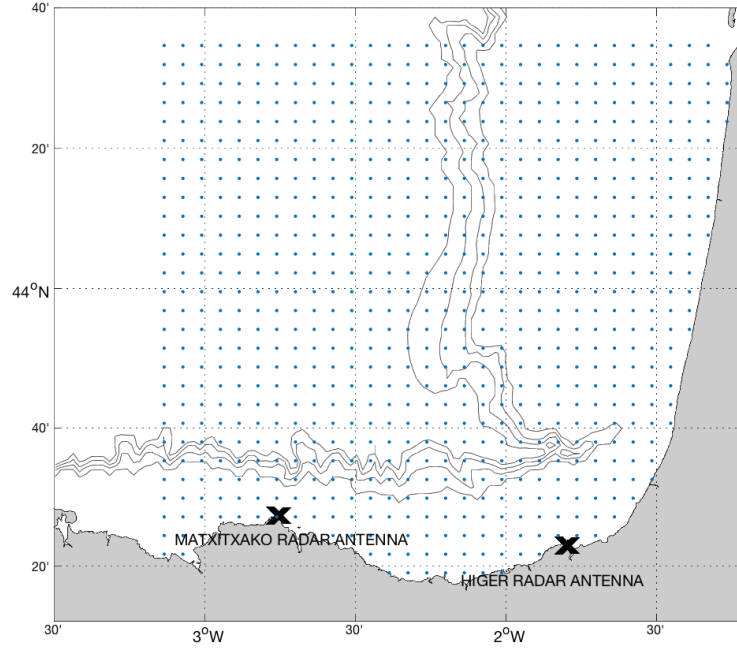 40'
20'
44°N
40'
MATXITXAKO RADAR ANTENNA
20'
HIGER RADAR ANTENNA
30'
3°W
30'
2°W
30'